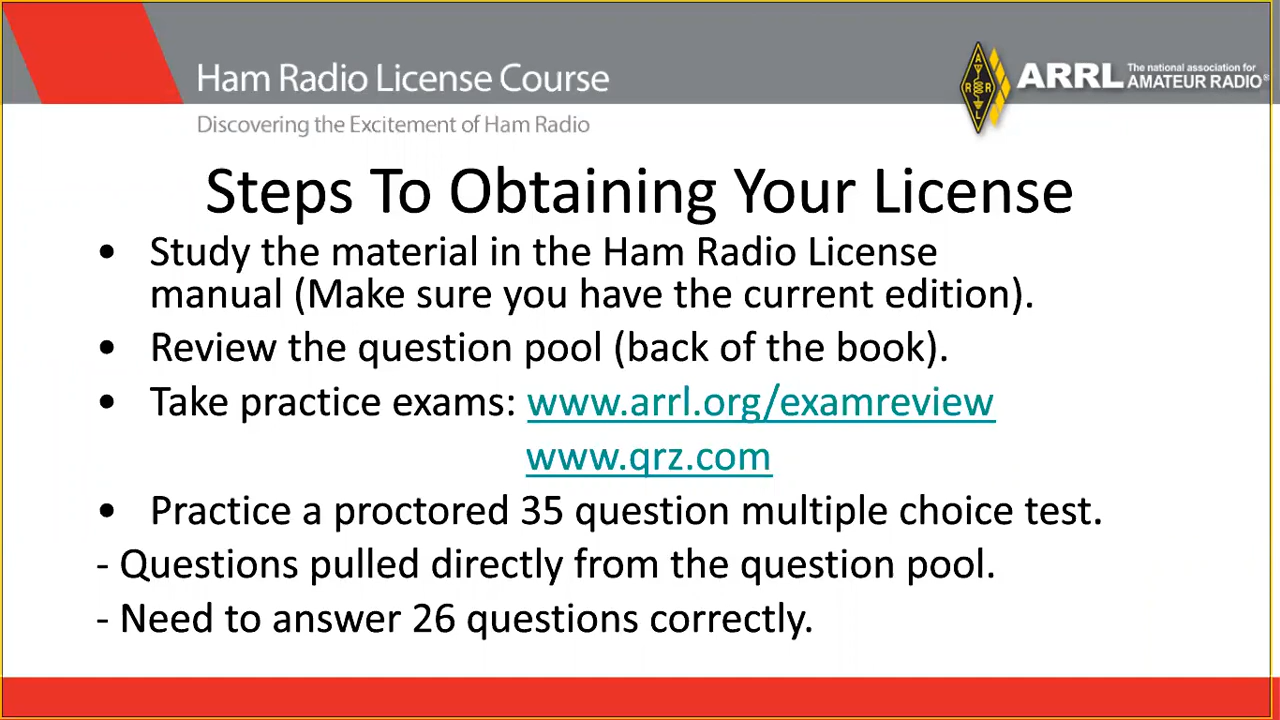 Ham Radio License Course
Discovering the Excitement of Ham Radio
A
R R
L
ARRL The national association for
AMATEUR RADIO®
Steps To Obtaining Your License
• Study the material in the Ham Radio License
manual (Make sure you have the current edition).
• Review the question pool (back of the book).
• Take practice exams: www.arrl.org/examreview
www.qrz.com
• Practice a proctored 35 question multiple choice test.
- Questions pulled directly from the question pool.
- Need to answer 26 questions correctly.